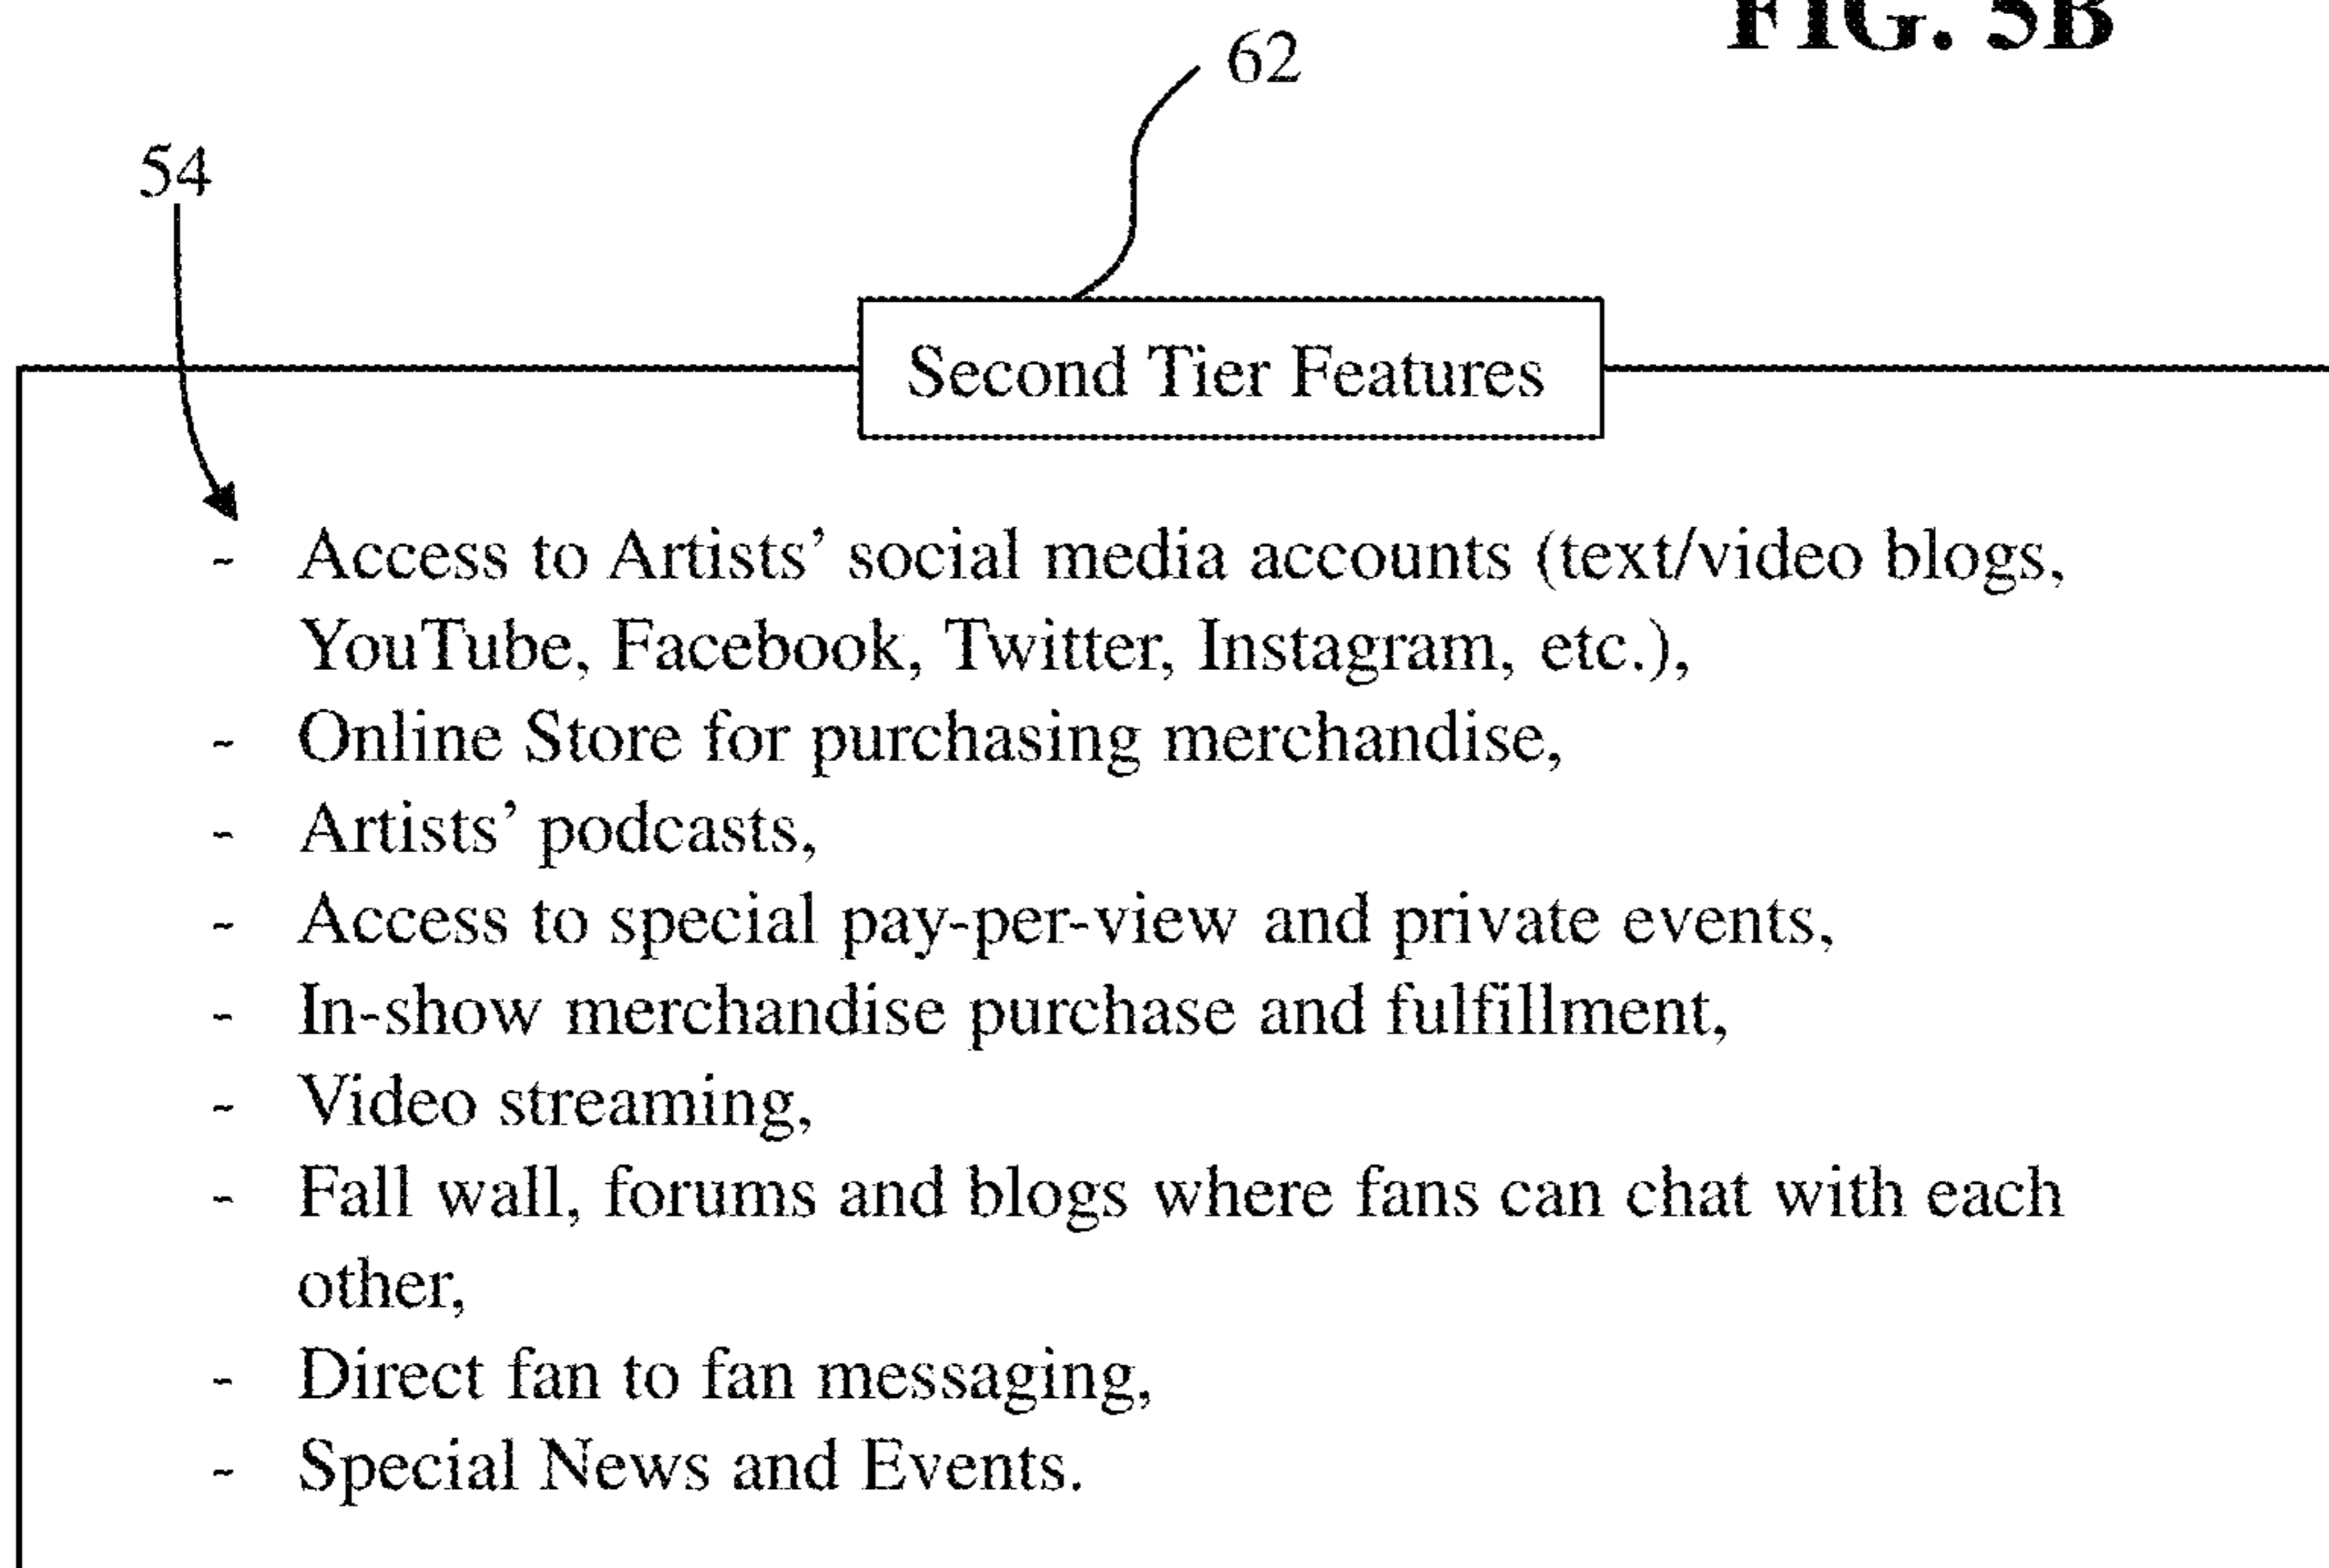 FIG. 5B
62
54
Second Tier Features
- Access to Artists’ social media accounts (text/video blogs,
YouTube, Facebook, Twitter, Instagram, etc.),
- Online Store for purchasing merchandise,
- Artists’ podcasts,
- Access to special pay-per-view and private events,
- In-show merchandise purchase and fulfillment,
- Video streaming,
- Fall wall, forums and blogs where fans can chat with each
other,
- Direct fan to fan messaging,
- Special News and Events.